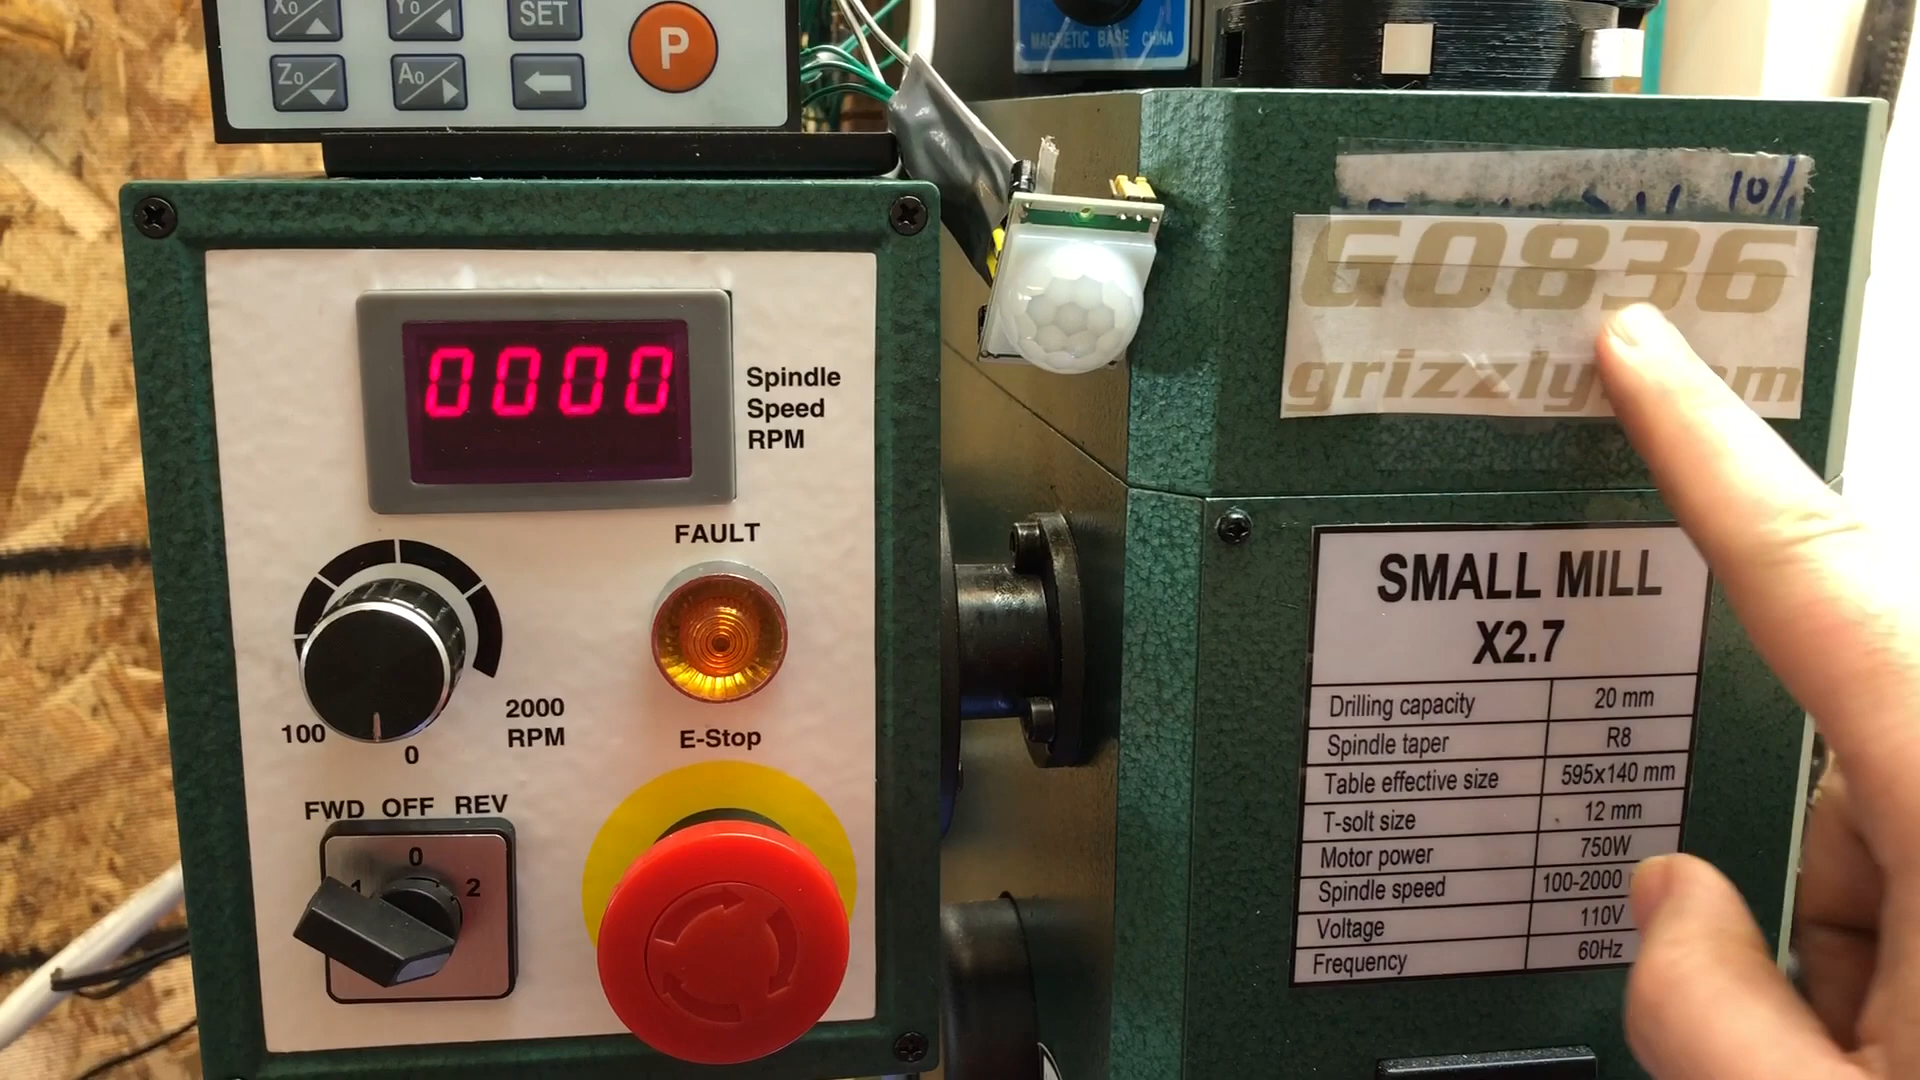 X0
Y0
SET
P
Z0
A0
MAGNETIC BASE CHINA
10/
G0836
grizzly
0000
Spindle
Speed
RPM
FAULT
100
0
2000
RPM
E-Stop
FWD OFF REV
0
1
2
SMALL MILL
X2.7
Drilling capacity 20 mm
Spindle taper R8
Table effective size 595x140 mm
T-solt size 12 mm
Motor power 750W
Spindle speed 100-2000
Voltage 110V
Frequency 60Hz